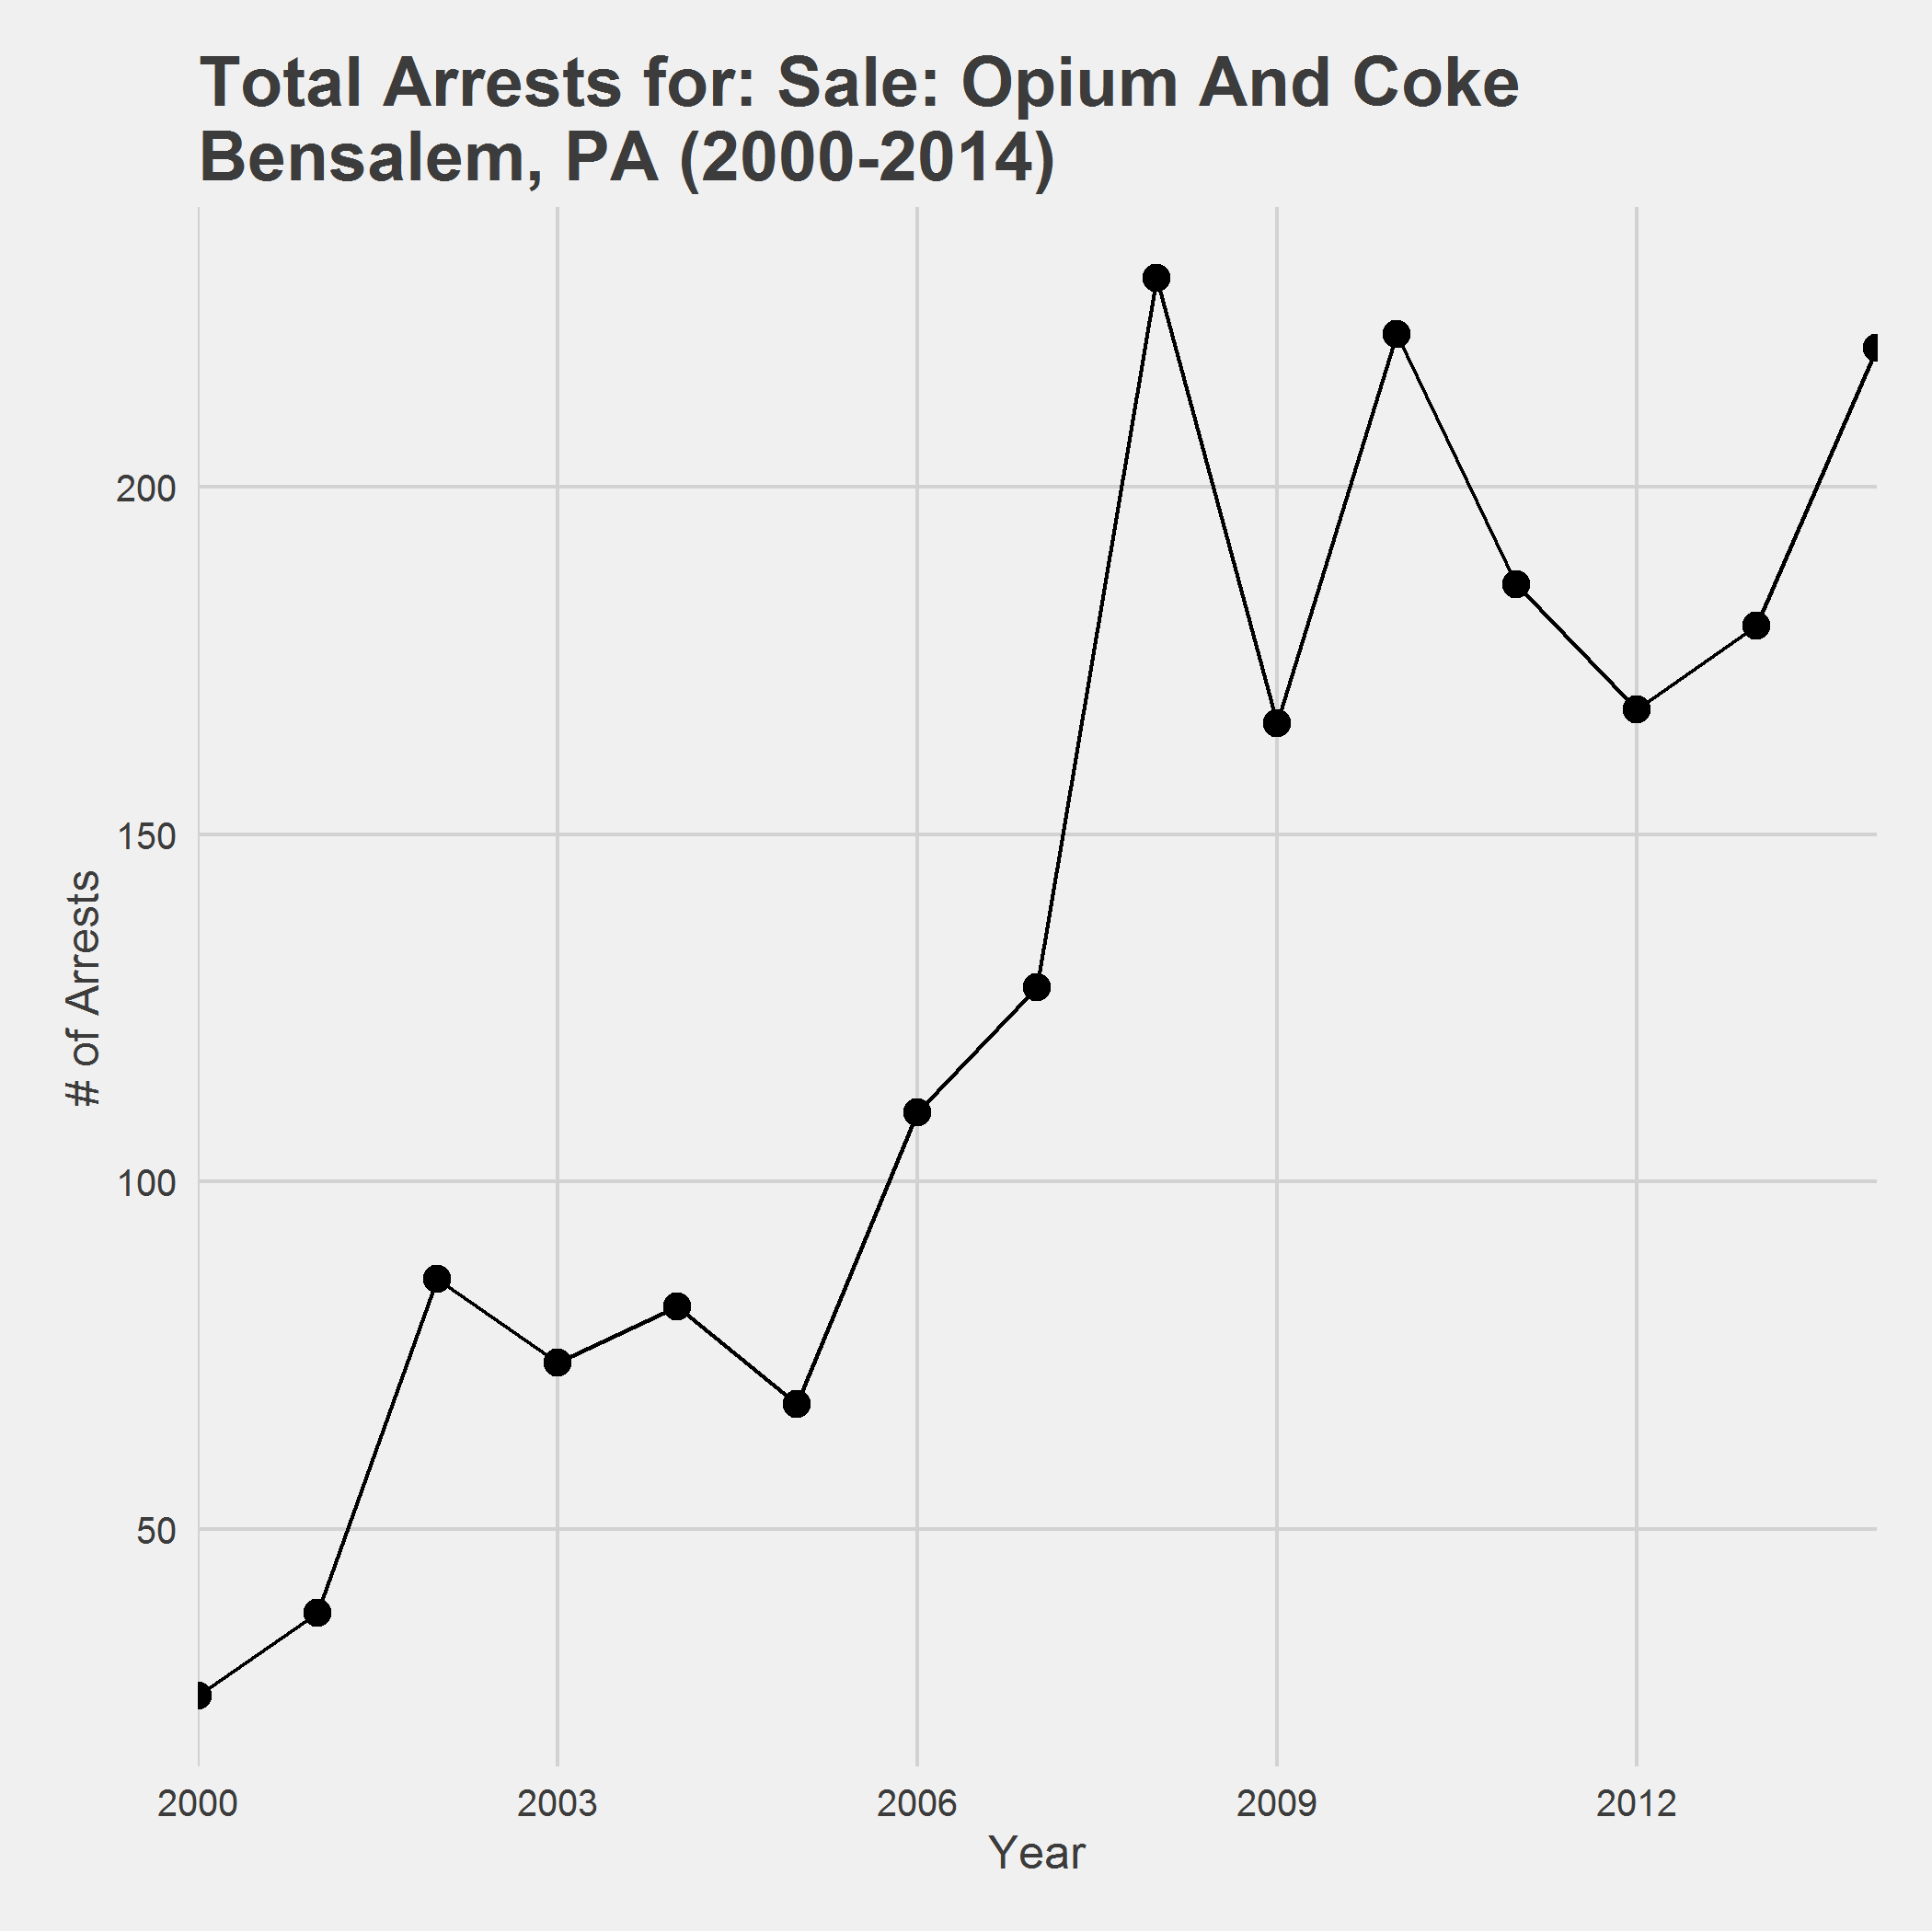 Total Arrests for: Sale: Opium And Coke
Bensalem, PA (2000-2014)
200
150
100
50
# of Arrests
2000 2003 2006 2009 2012
Year